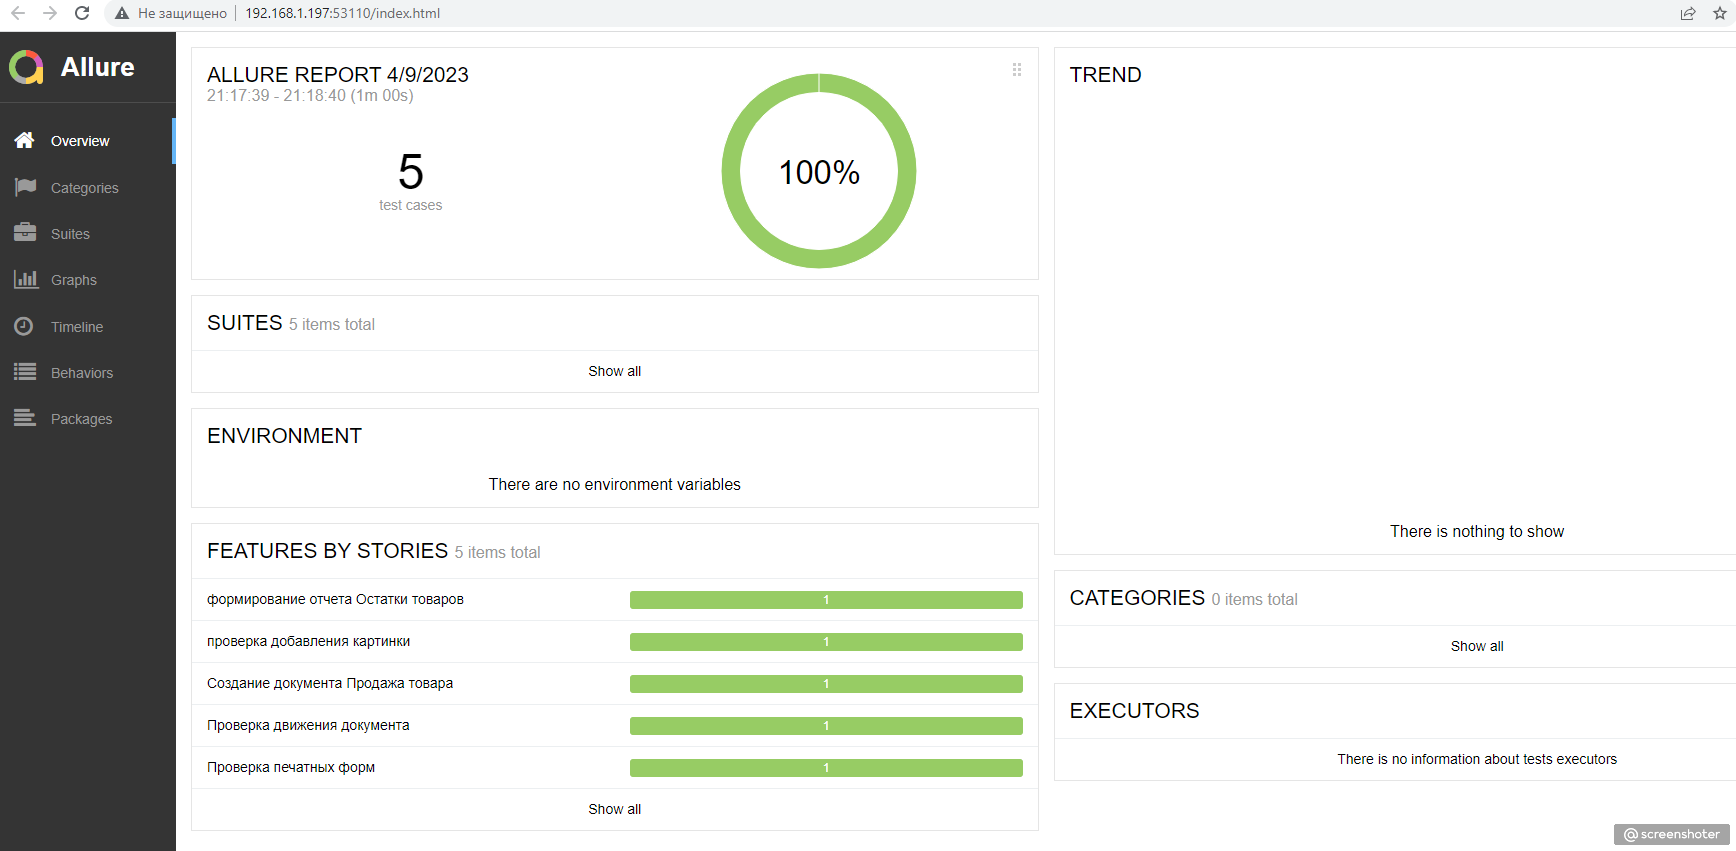 Не защищено 192.168.1.197:53110/index.html
Allure
Overview
Categories
Suites
Graphs
Timeline
Behaviors
Packages
ALLURE REPORT 4/9/2023
21:17:39 - 21:18:40 (1m 00s)
5
test cases
100%
SUITES 5 items total
Show all
ENVIRONMENT
There are no environment variables
FEATURES BY STORIES 5 items total
формирование отчета Остатки товаров 1
проверка добавления картинки 1
Создание документа Продажа товара 1
Проверка движения документа 1
Проверка печатных форм 1
Show all
TREND
There is nothing to show
CATEGORIES 0 items total
Show all
EXECUTORS
There is no information about tests executors
@screenshoter